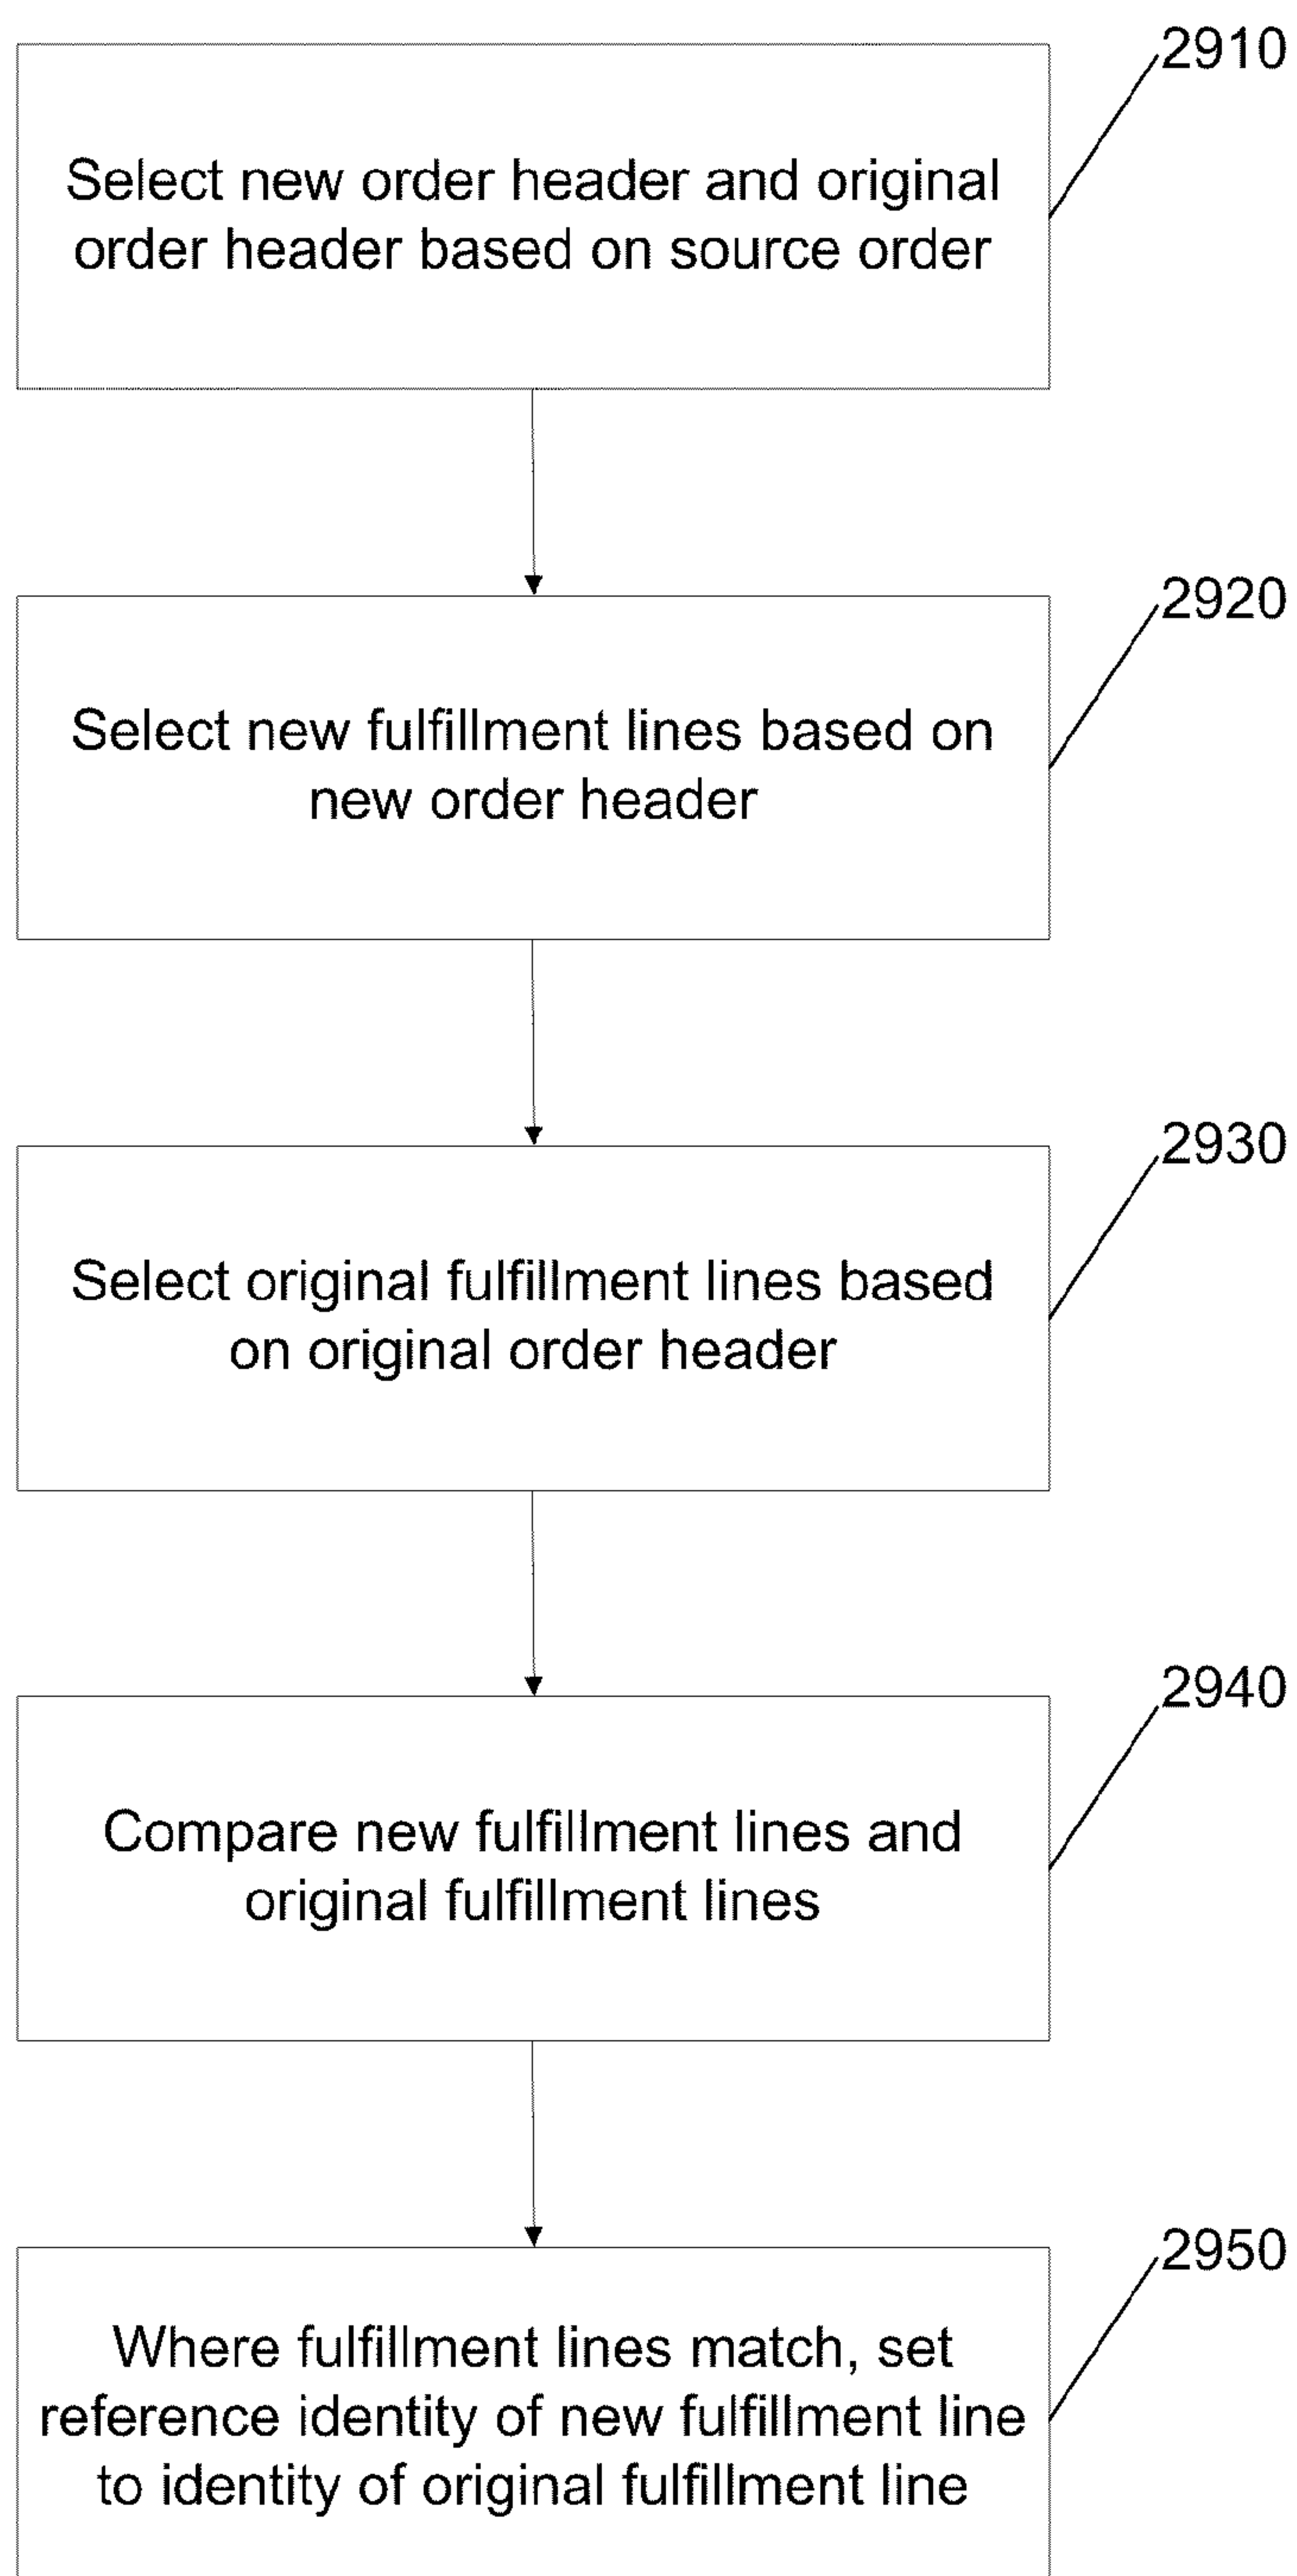 2910
Select new order header and original
order header based on source order
2920
Select new fulfillment lines based on
new order header
2930
Select original fulfillment lines based
on original order header
2940
Compare new fulfillment lines and
original fulfillment lines
2950
Where fulfillment lines match, set
reference identity of new fulfillment line
to identity of original fulfillment line